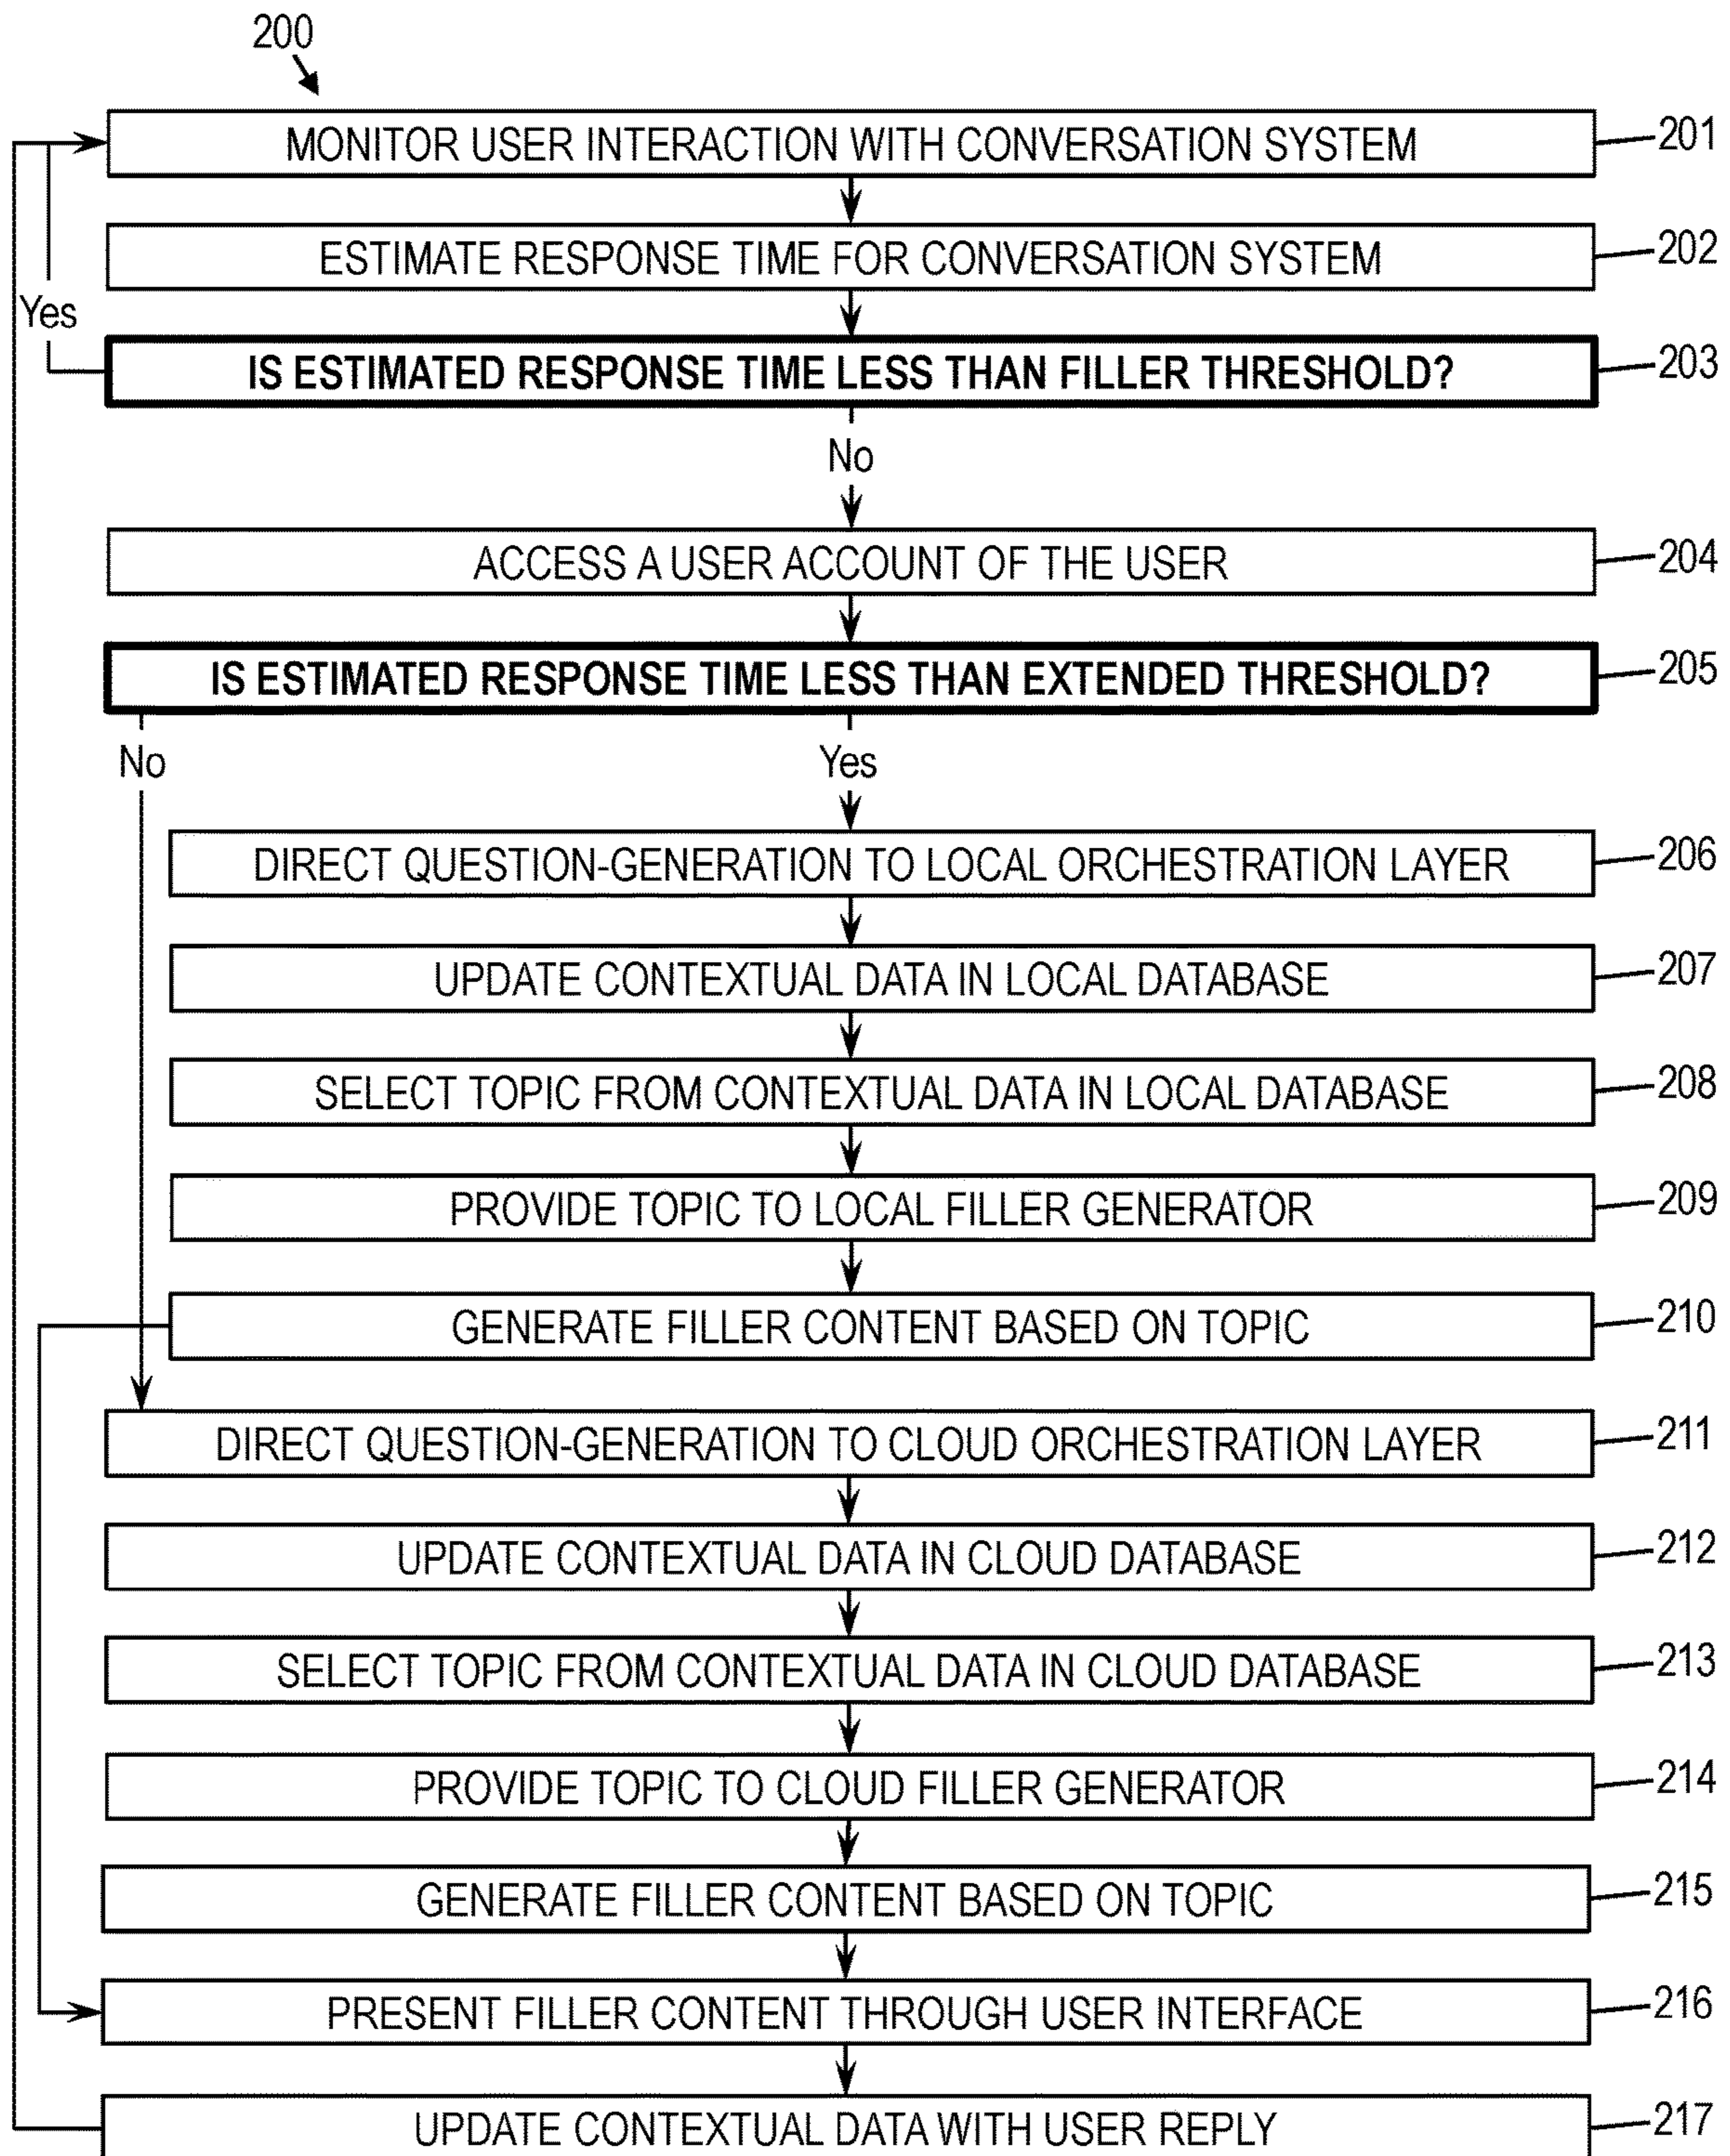 200
MONITOR USER INTERACTION WITH CONVERSATION SYSTEM
201
ESTIMATE RESPONSE TIME FOR CONVERSATION SYSTEM
202
Yes
IS ESTIMATED RESPONSE TIME LESS THAN FILLER THRESHOLD?
203
No
ACCESS A USER ACCOUNT OF THE USER
204
IS ESTIMATED RESPONSE TIME LESS THAN EXTENDED THRESHOLD?
205
No
Yes
DIRECT QUESTION-GENERATION TO LOCAL ORCHESTRATION LAYER
206
UPDATE CONTEXTUAL DATA IN LOCAL DATABASE
207
SELECT TOPIC FROM CONTEXTUAL DATA IN LOCAL DATABASE
208
PROVIDE TOPIC TO LOCAL FILLER GENERATOR
209
GENERATE FILLER CONTENT BASED ON TOPIC
210
DIRECT QUESTION-GENERATION TO CLOUD ORCHESTRATION LAYER
211
UPDATE CONTEXTUAL DATA IN CLOUD DATABASE
212
SELECT TOPIC FROM CONTEXTUAL DATA IN CLOUD DATABASE
213
PROVIDE TOPIC TO CLOUD FILLER GENERATOR
214
GENERATE FILLER CONTENT BASED ON TOPIC
215
PRESENT FILLER CONTENT THROUGH USER INTERFACE
216
UPDATE CONTEXTUAL DATA WITH USER REPLY
217